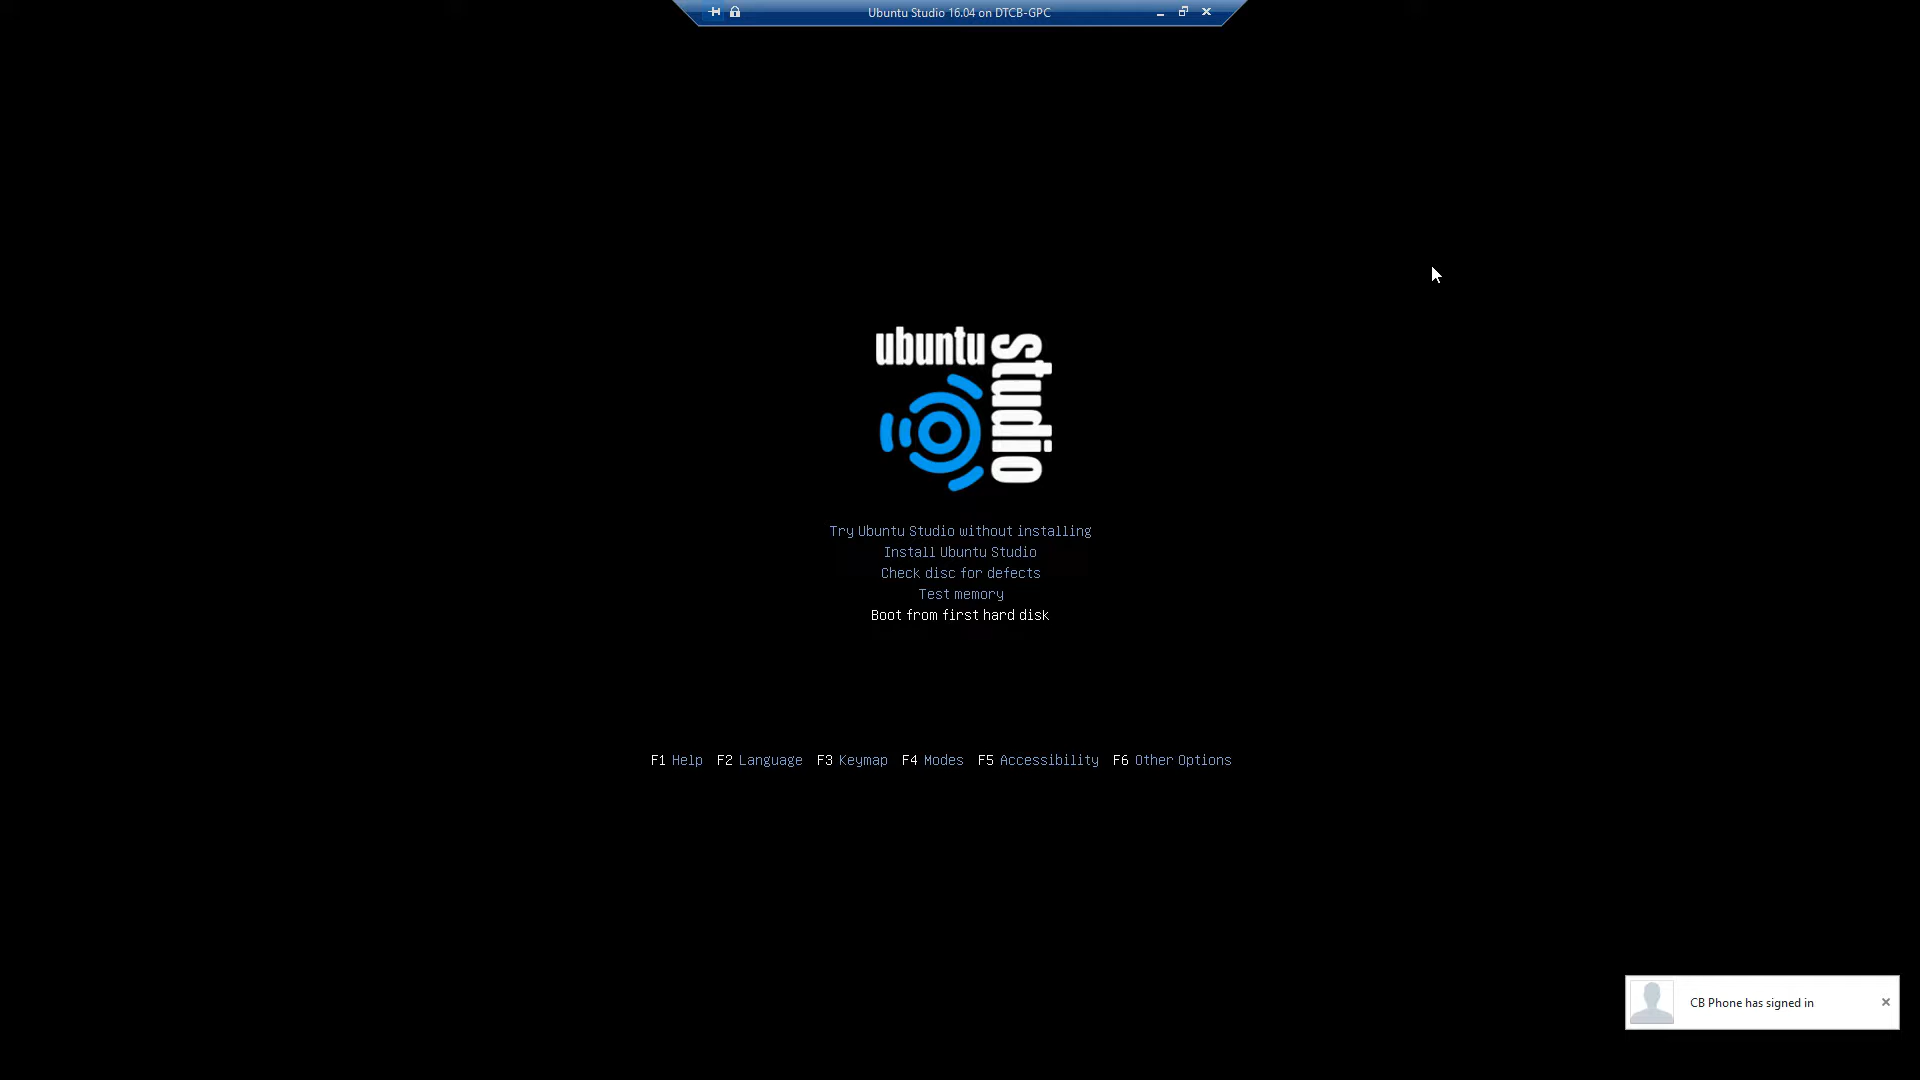 Ubuntu Studio 16.04 on DTCB-GPC
ubuntu
studio
Try Ubuntu Studio without installing
Install Ubuntu Studio
Check disc for defects
Test memory
Boot from first hard disk
F1 Help F2 Language F3 Keymap F4 Modes F5 Accessibility F6 Other Options
CB Phone has signed in